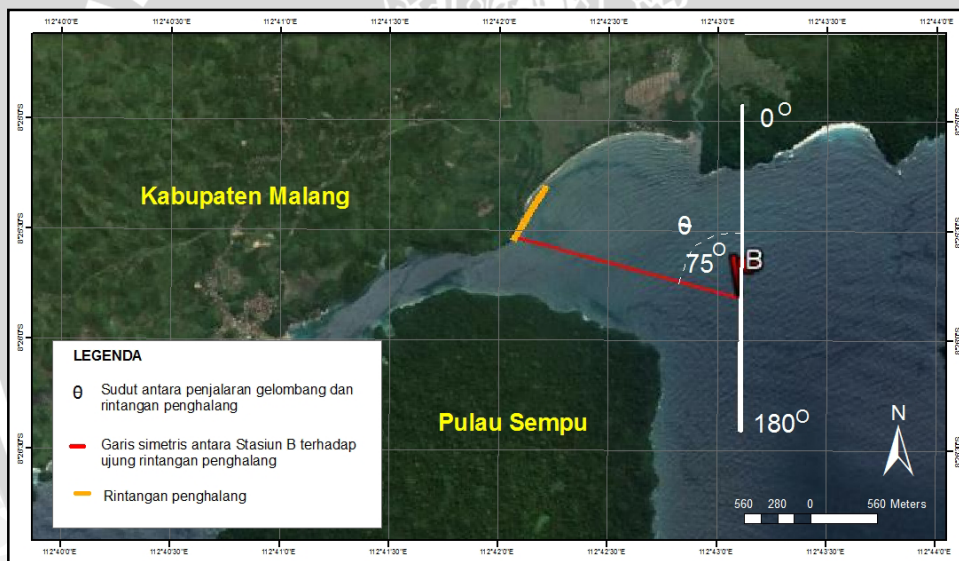 112°40'0"E 112°40'30"E 112°41'0"E 112°41'30"E 112°42'0"E 112°42'30"E 112°43'0"E 112°43'30"E 112°44'0"E
0°
Kabupaten Malang
θ
75°
B
LEGENDA
θ Sudut antara penjalaran gelombang dan
rintangan penghalang
Garis simetris antara Stasiun B terhadap
ujung rintangan penghalang
Rintangan penghalang
Pulau Sempu
180°
N
560 280 0 560 Meters
112°40'0"E 112°40'30"E 112°41'0"E 112°41'30"E 112°42'0"E 112°42'30"E 112°43'0"E 112°43'30"E 112°44'0"E